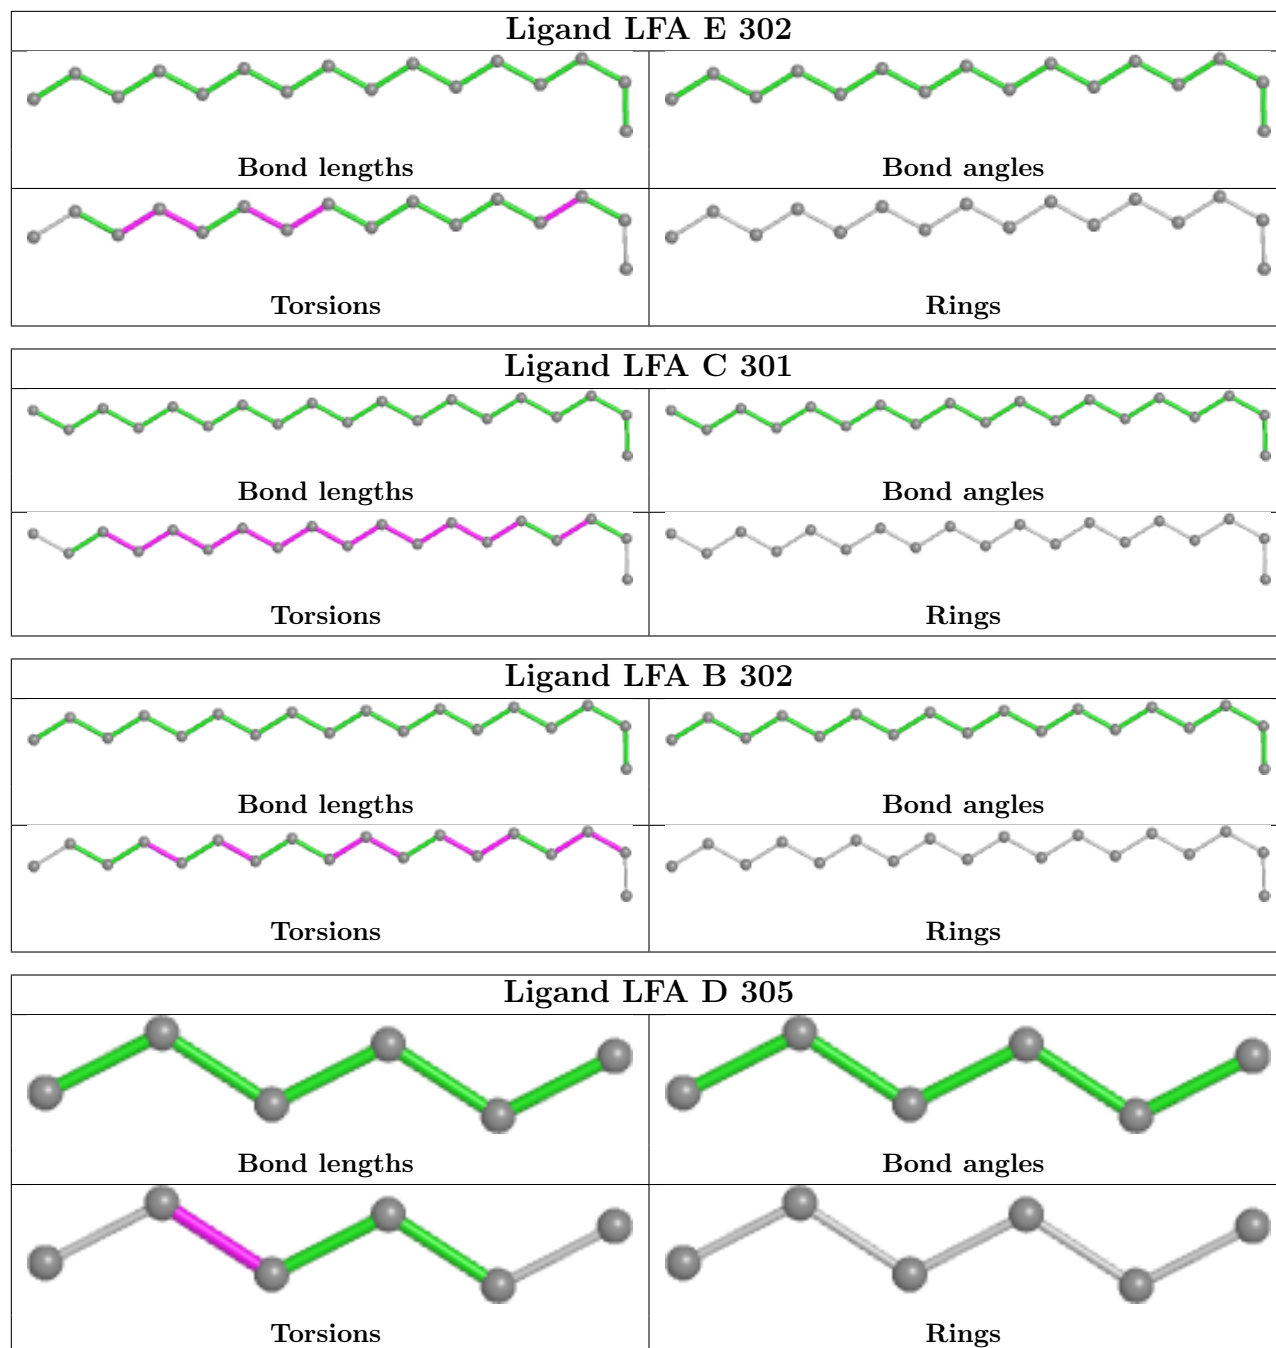 Ligand LFA E 302
Bond lengths
Bond angles
Torsions
Rings
Ligand LFA C 301
Bond lengths
Bond angles
Torsions
Rings
Ligand LFA B 302
Bond lengths
Bond angles
Torsions
Rings
Ligand LFA D 305
Bond lengths
Bond angles
Torsions
Rings